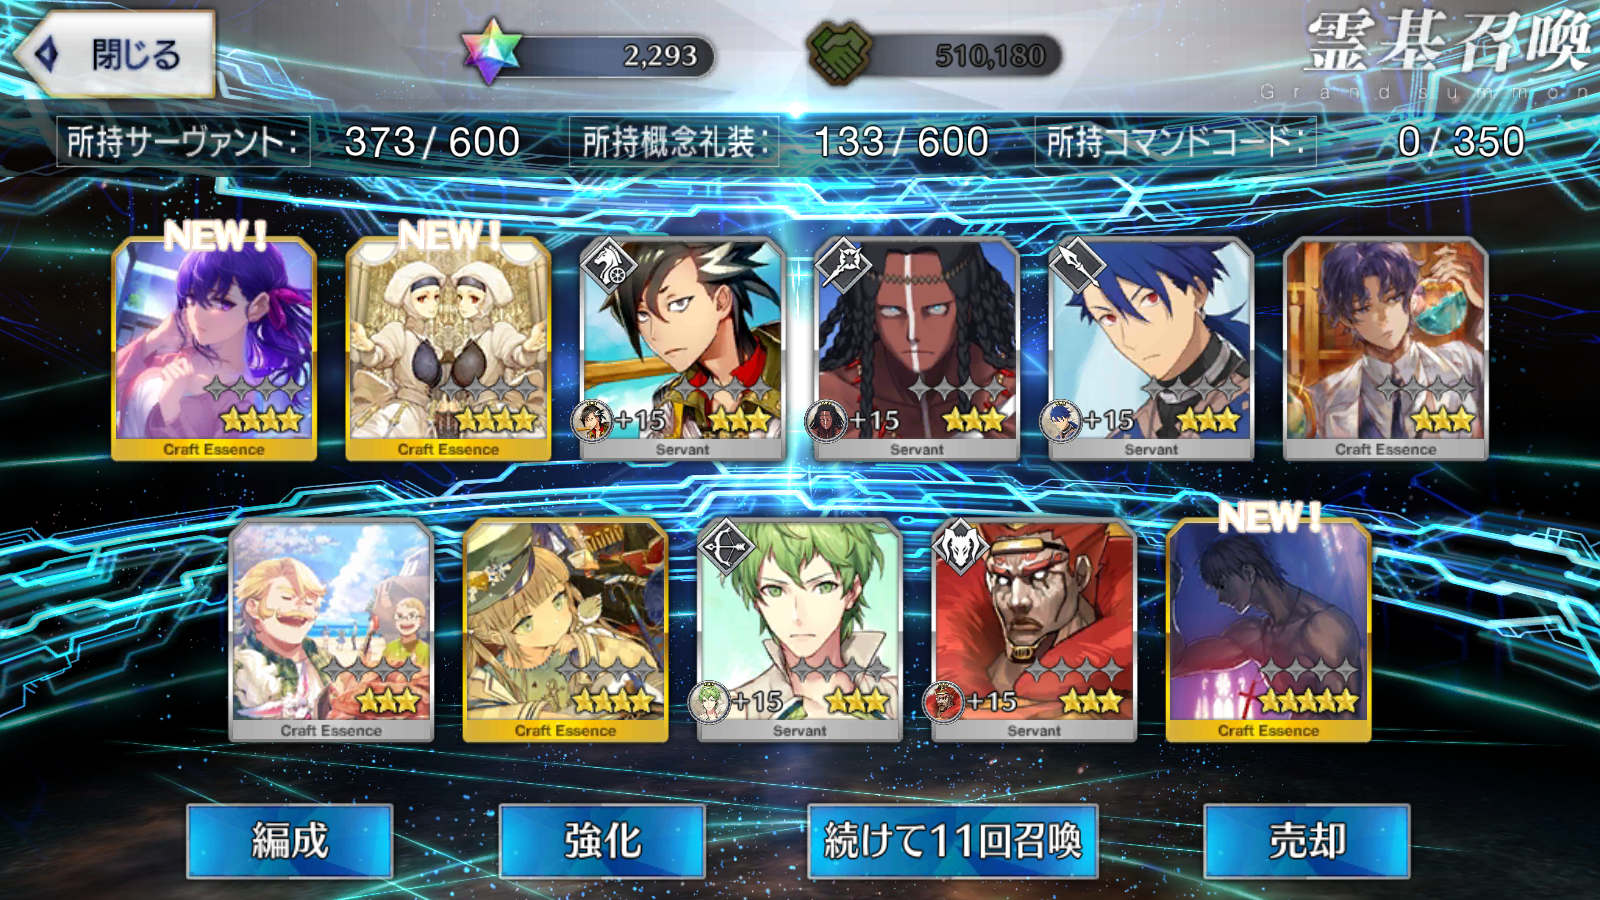 閉じる
2,293
510,180
霊基召喚
Grand summon
所持サーヴァント: 373/600
所持概念礼装: 133/600
所持コマンドコード: 0/350
NEW!
NEW!
+15
+15
+15
Craft Essence
Craft Essence
Servant
Servant
Servant
Craft Essence
NEW!
+15
+15
Craft Essence
Craft Essence
Servant
Servant
Craft Essence
編成
強化
続けて11回召喚
売却